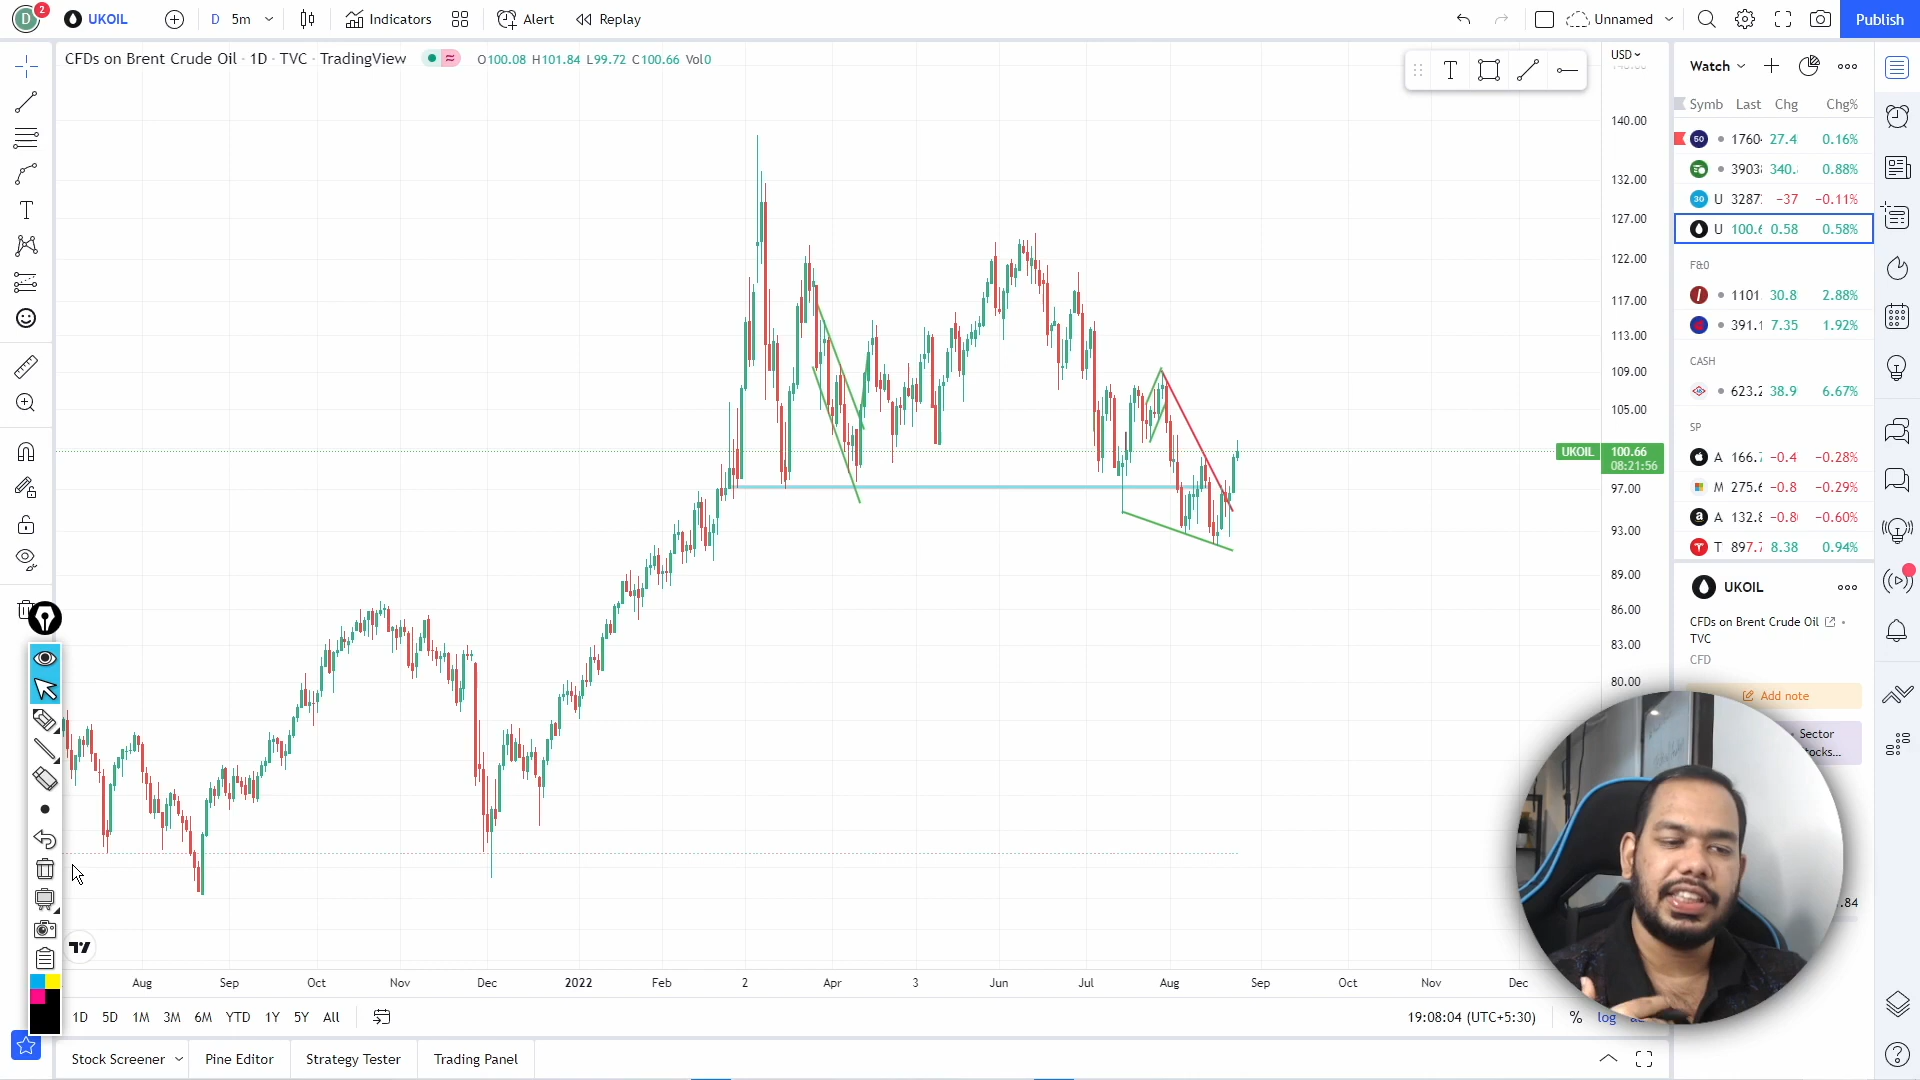 D 2 UKOIL D 5m Indicators Alert Replay Unnamed Publish
CFDs on Brent Crude Oil · 1D · TVC · TradingView O100.08 H101.84 L99.72 C100.66 Vol0
USD
140.00
132.00
127.00
122.00
117.00
113.00
109.00
105.00
UKOIL 100.66
08:21:56
97.00
93.00
89.00
86.00
83.00
80.00
Aug Sep Oct Nov Dec 2022 Feb 2 Apr 3 Jun Jul Aug Sep Oct Nov Dec
1D 5D 1M 3M 6M YTD 1Y 5Y All 19:08:04 (UTC+5:30) % log
Stock Screener Pine Editor Strategy Tester Trading Panel
Watch
Symb Last Chg Chg%
50 1760 27.4 0.16%
3903 340. 0.88%
30 U 3287 −37 −0.11%
U 100.6 0.58 0.58%
F&0
1101 30.8 2.88%
391.1 7.35 1.92%
CASH
623.2 38.9 6.67%
SP
A 166.7 −0.4 −0.28%
M 275.6 −0.8 −0.29%
a A 132.8 −0.8 −0.60%
T 897.7 8.38 0.94%
UKOIL
CFDs on Brent Crude Oil
TVC
CFD
Add note
Sector
tocks...
.84